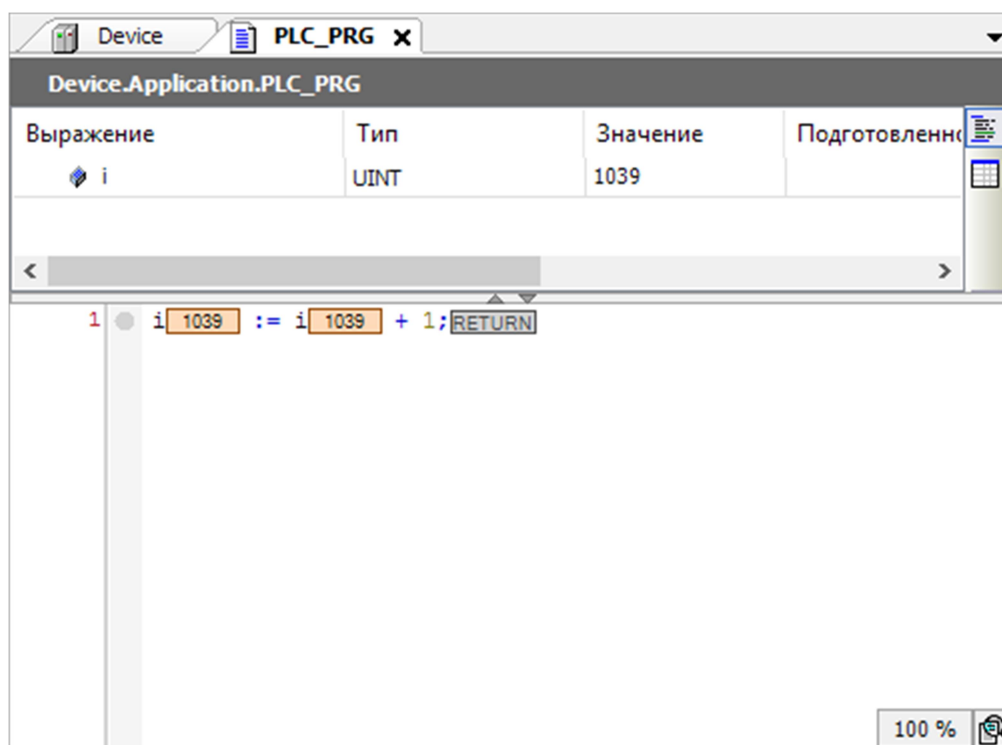 Device PLC_PRG
Device.Application.PLC_PRG
Выражение Тип Значение Подготовленно
i UINT 1039
1 i 1039 := i 1039 + 1;RETURN
100 %